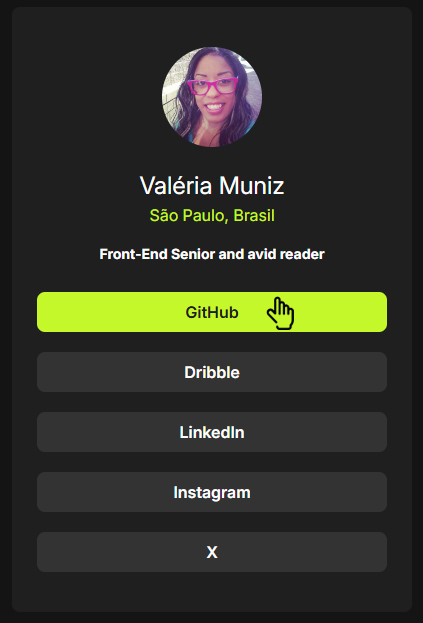 Valéria Muniz
São Paulo, Brasil
Front-End Senior and avid reader
GitHub
Dribble
LinkedIn
Instagram
X